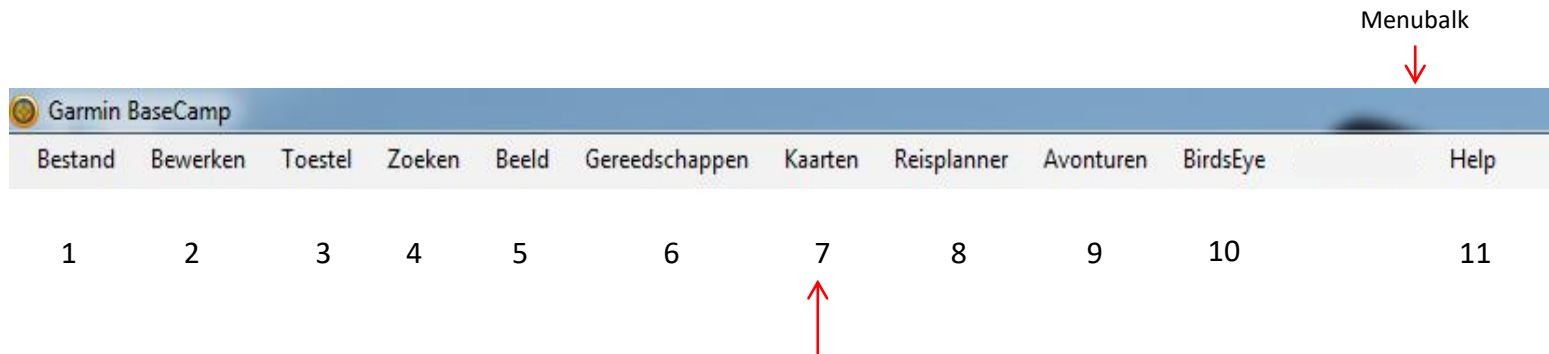 Menubalk
Garmin BaseCamp
Bestand Bewerken Toestel Zoeken Beeld Gereedschappen Kaarten Reisplanner Avonturen BirdsEye Help
1 2 3 4 5 6 7 8 9 10 11